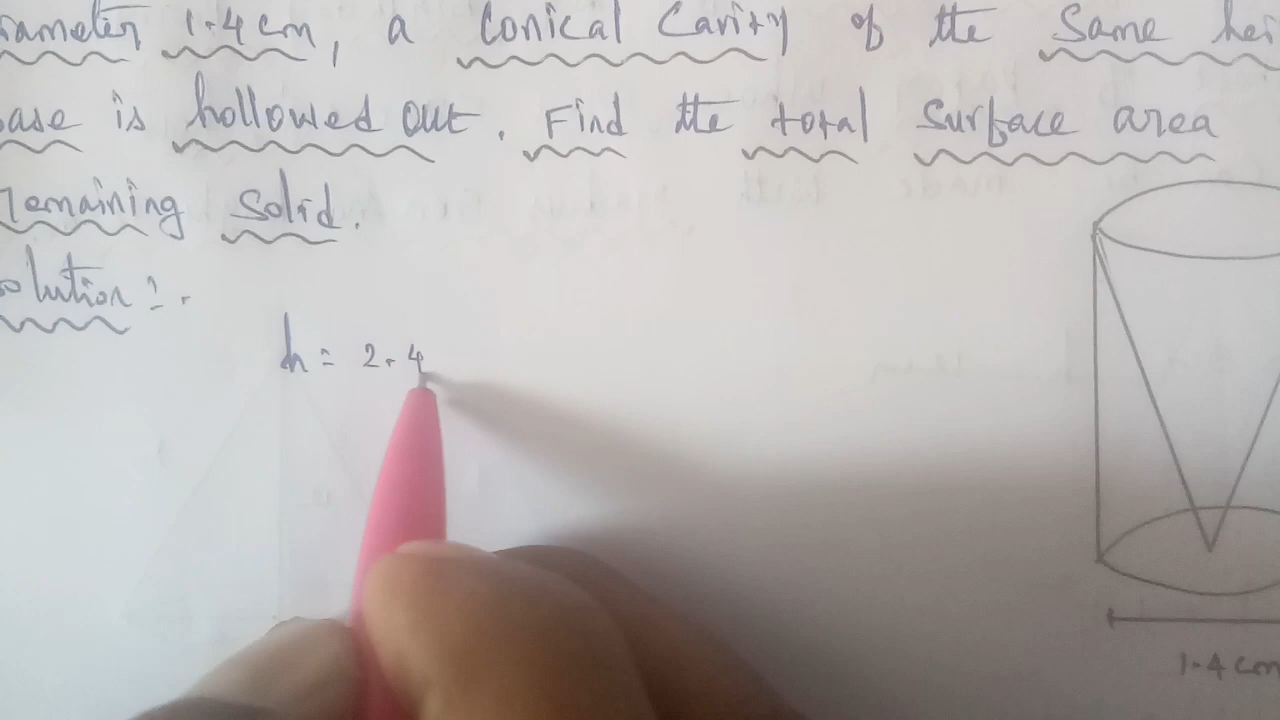 iameter 1.4 cm, a Conical Cavity of the Same hei
ase is hollowed out. Find the total Surface area
remaining Solid.
olution :-
h = 2.4
1.4 cm